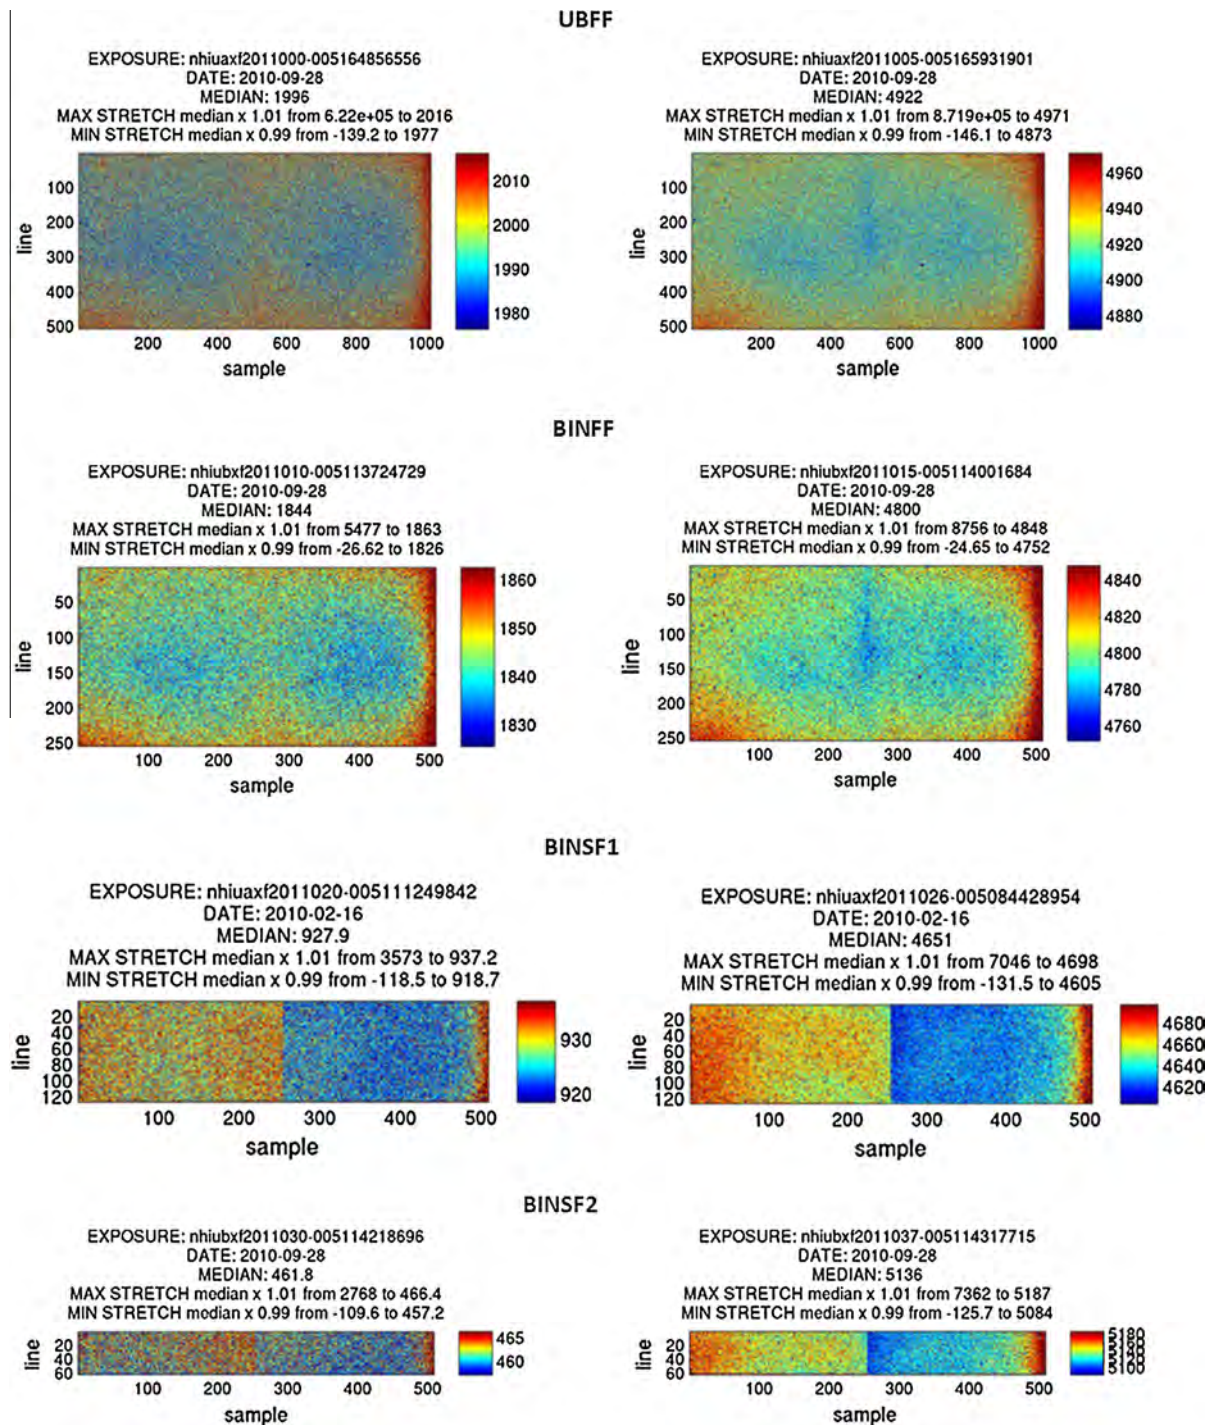 UBFF
EXPOSURE: nhiuaxf2011000-005164856556
DATE: 2010-09-28
MEDIAN: 1996
MAX STRETCH median x 1.01 from 6.22e+05 to 2016
MIN STRETCH median x 0.99 from -139.2 to 1977
line
100
200
300
400
500
200 400 600 800 1000
sample
2010
2000
1990
1980
EXPOSURE: nhiuaxf2011005-005165931901
DATE: 2010-09-28
MEDIAN: 4922
MAX STRETCH median x 1.01 from 8.719e+05 to 4971
MIN STRETCH median x 0.99 from -146.1 to 4873
line
100
200
300
400
500
200 400 600 800 1000
sample
4960
4940
4920
4900
4880
BINFF
EXPOSURE: nhiubxf2011010-005113724729
DATE: 2010-09-28
MEDIAN: 1844
MAX STRETCH median x 1.01 from 5477 to 1863
MIN STRETCH median x 0.99 from -26.62 to 1826
line
50
100
150
200
250
100 200 300 400 500
sample
1860
1850
1840
1830
EXPOSURE: nhiubxf2011015-005114001684
DATE: 2010-09-28
MEDIAN: 4800
MAX STRETCH median x 1.01 from 8756 to 4848
MIN STRETCH median x 0.99 from -24.65 to 4752
line
50
100
150
200
250
100 200 300 400 500
sample
4840
4820
4800
4780
4760
BINSF1
EXPOSURE: nhiuaxf2011020-005111249842
DATE: 2010-02-16
MEDIAN: 927.9
MAX STRETCH median x 1.01 from 3573 to 937.2
MIN STRETCH median x 0.99 from -118.5 to 918.7
line
20
40
60
80
100
120
100 200 300 400 500
sample
930
920
EXPOSURE: nhiuaxf2011026-005084428954
DATE: 2010-02-16
MEDIAN: 4651
MAX STRETCH median x 1.01 from 7046 to 4698
MIN STRETCH median x 0.99 from -131.5 to 4605
line
20
40
60
80
100
120
100 200 300 400 500
sample
4680
4660
4640
4620
BINSF2
EXPOSURE: nhiubxf2011030-005114218696
DATE: 2010-09-28
MEDIAN: 461.8
MAX STRETCH median x 1.01 from 2768 to 466.4
MIN STRETCH median x 0.99 from -109.6 to 457.2
line
20
40
60
100 200 300 400 500
sample
465
460
EXPOSURE: nhiubxf2011037-005114317715
DATE: 2010-09-28
MEDIAN: 5136
MAX STRETCH median x 1.01 from 7362 to 5187
MIN STRETCH median x 0.99 from -125.7 to 5084
line
20
40
60
100 200 300 400 500
sample
5180
5100